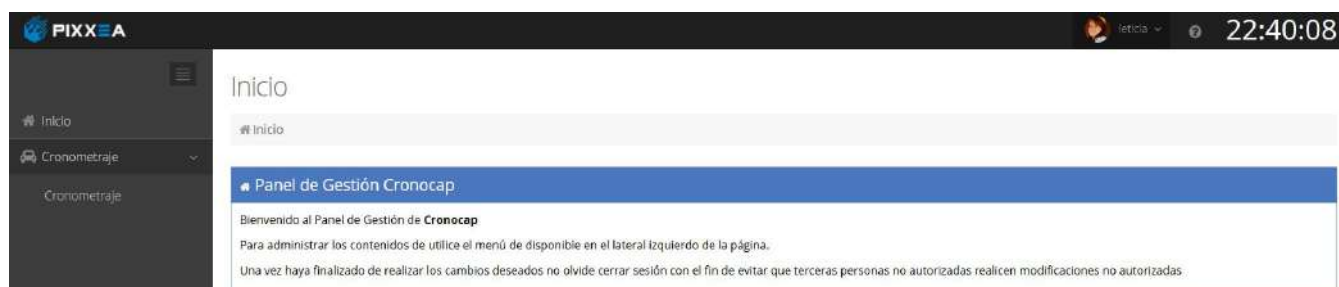 PIXXEA
leticia
22:40:08
Inicio
Inicio
Inicio
Cronometraje
Cronometraje
Panel de Gestión Cronocap
Bienvenido al Panel de Gestión de Cronocap
Para administrar los contenidos de utilice el menú de disponible en el lateral izquierdo de la página.
Una vez haya finalizado de realizar los cambios deseados no olvide cerrar sesión con el fin de evitar que terceras personas no autorizadas realicen modificaciones no autorizadas